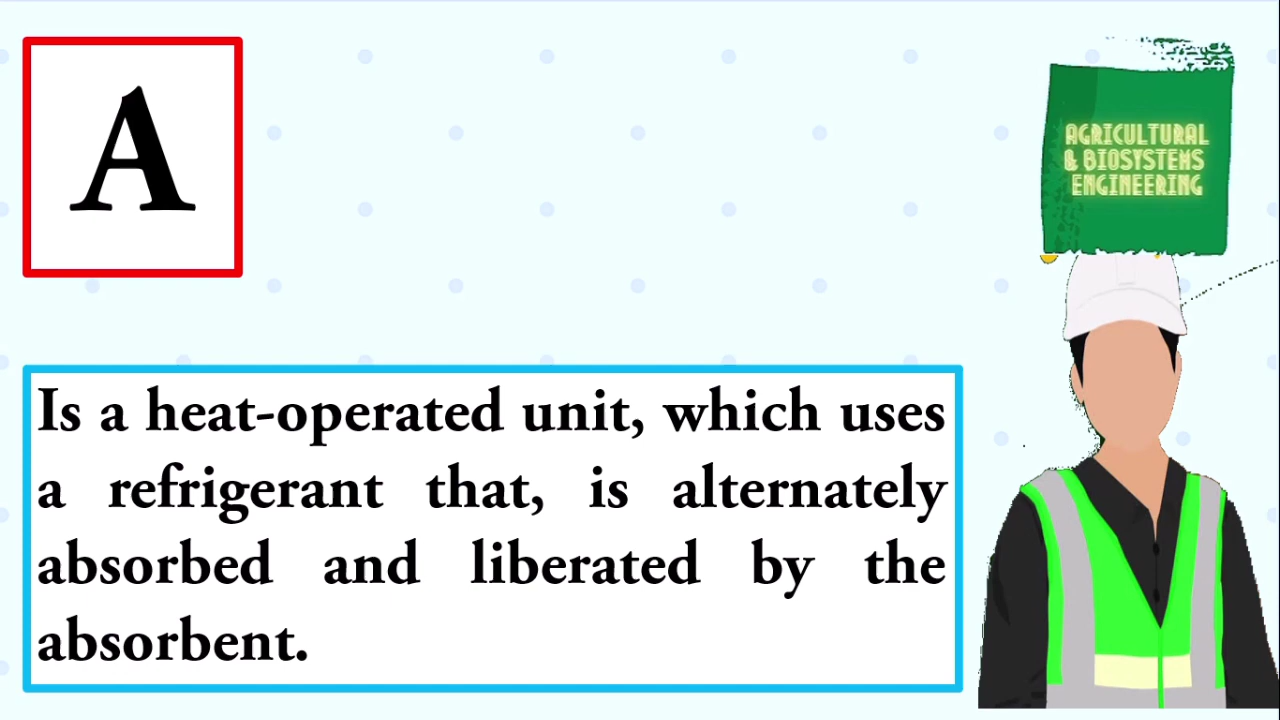 A
AGRICULTURAL
& BIOSYSTEMS
ENGINEERING
Is a heat-operated unit, which uses
a refrigerant that, is alternately
absorbed and liberated by the
absorbent.